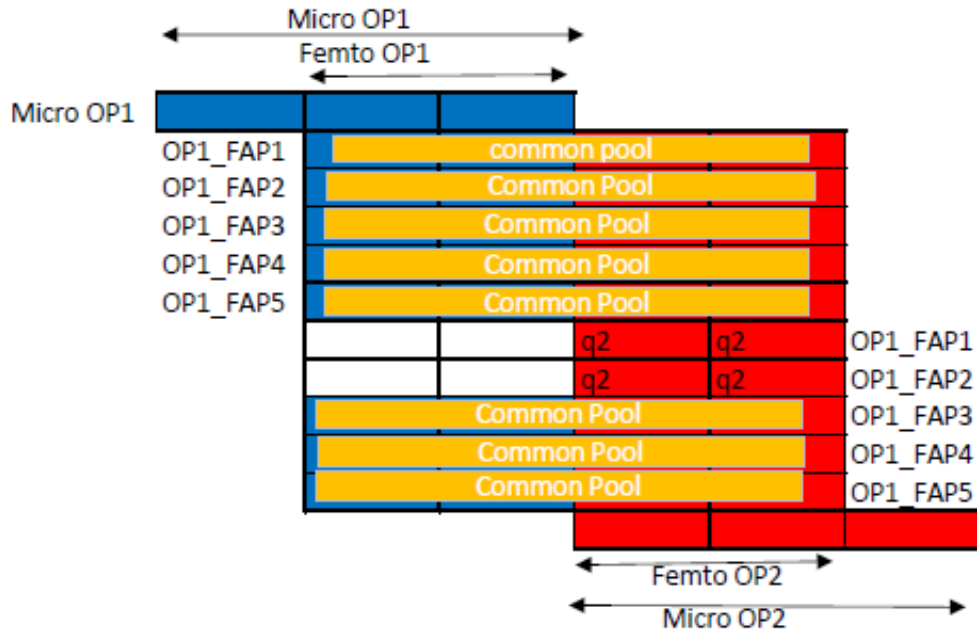 Micro OP1
Femto OP1
Micro OP1
OP1_FAP1 common pool
OP1_FAP2 Common Pool
OP1_FAP3 Common Pool
OP1_FAP4 Common Pool
OP1_FAP5 Common Pool
q2 q2 OP1_FAP1
q2 q2 OP1_FAP2
Common Pool OP1_FAP3
Common Pool OP1_FAP4
Common Pool OP1_FAP5
Femto OP2
Micro OP2